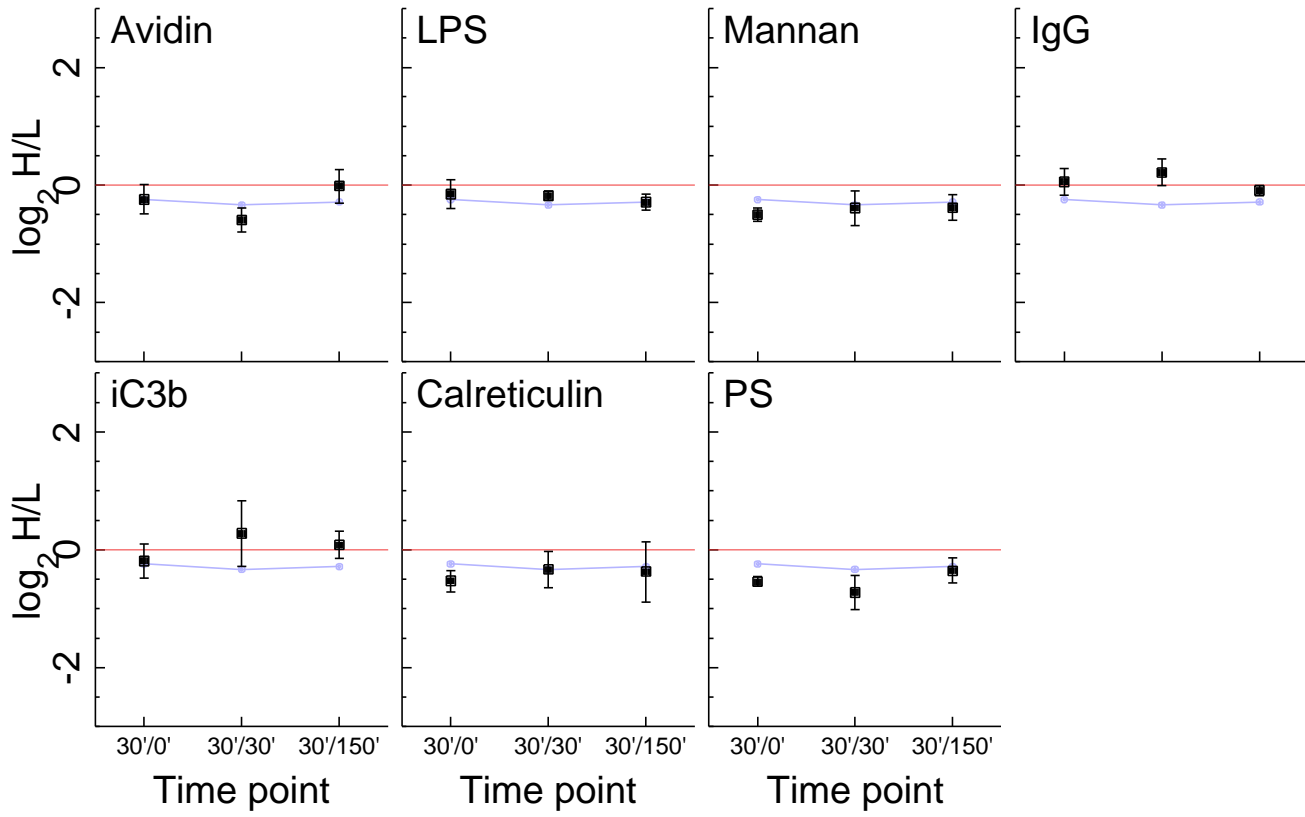 Avidin LPS Mannan IgG
2
0
-2
log2 H/L
iC3b Calreticulin PS
2
0
-2
log2 H/L
30'/0' 30'/30' 30'/150' 30'/0' 30'/30' 30'/150' 30'/0' 30'/30' 30'/150'
Time point Time point Time point